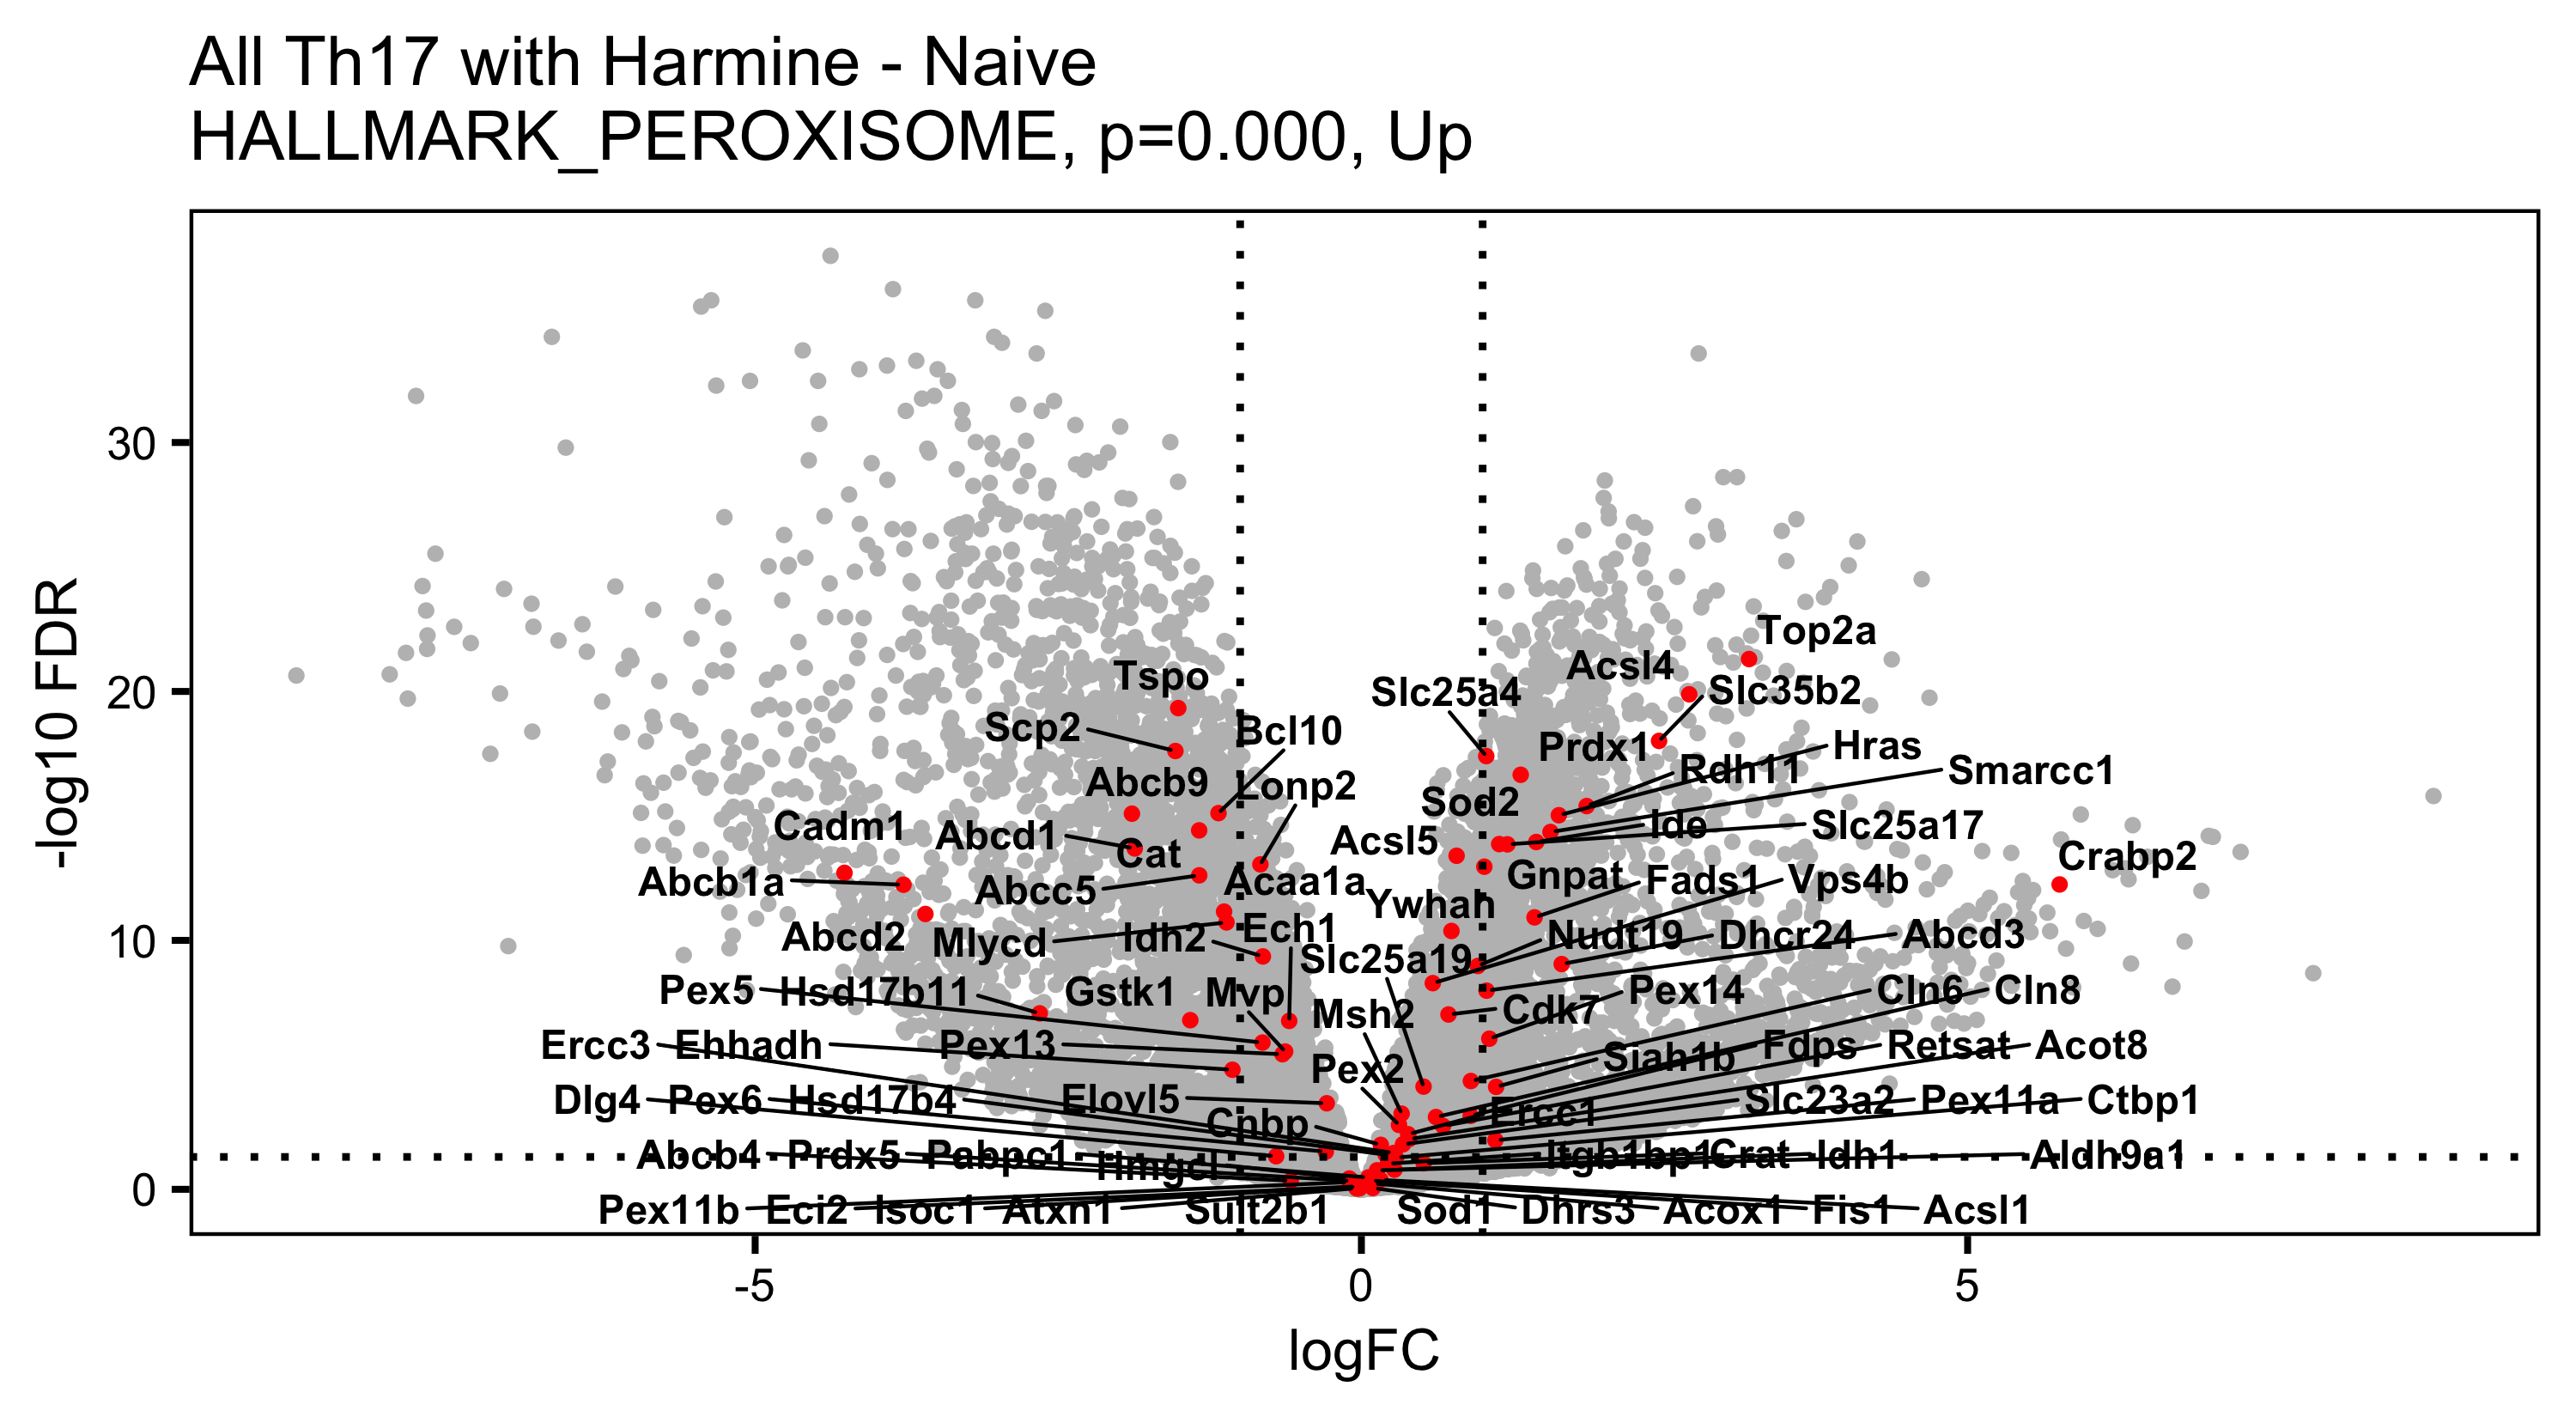 All Th17 with Harmine - Naive
HALLMARK_PEROXISOME, p=0.000, Up
-log10 FDR
30
20
10
0
Top2a
Acsl4
Tspo
Slc25a4
Slc35b2
Scp2
Bcl10
Prdx1
Hras
Rdh11
Smarcc1
Abcb9
Lonp2
Sod2
Cadm1
Abcd1
Ide
Slc25a17
Acsl5
Cat
Crabp2
Abcb1a
Abcc5
Acaa1a
Gnpat
Fads1
Vps4b
Ywhah
Abcd2
Mlycd
Idh2
Ech1
Nudt19
Dhcr24
Abcd3
Slc25a19
Pex5
Hsd17b11
Gstk1
Mvp
Pex14
Cln6
Cln8
Msh2
Cdk7
Ercc3
Ehhadh
Pex13
Siah1b
Fdps
Retsat
Acot8
Pex2
Dlg4
Pex6
Hsd17b4
Elovl5
Slc23a2
Pex11a
Ctbp1
Cnbp
Ercc1
Abcb4
Prdx5
Pabpc1
Hmgcl
Itgb1bp1
Crat
Idh1
Aldh9a1
Pex11b
Eci2
Isoc1
Atxn1
Sult2b1
Sod1
Dhrs3
Acox1
Fis1
Acsl1
-5
0
5
logFC